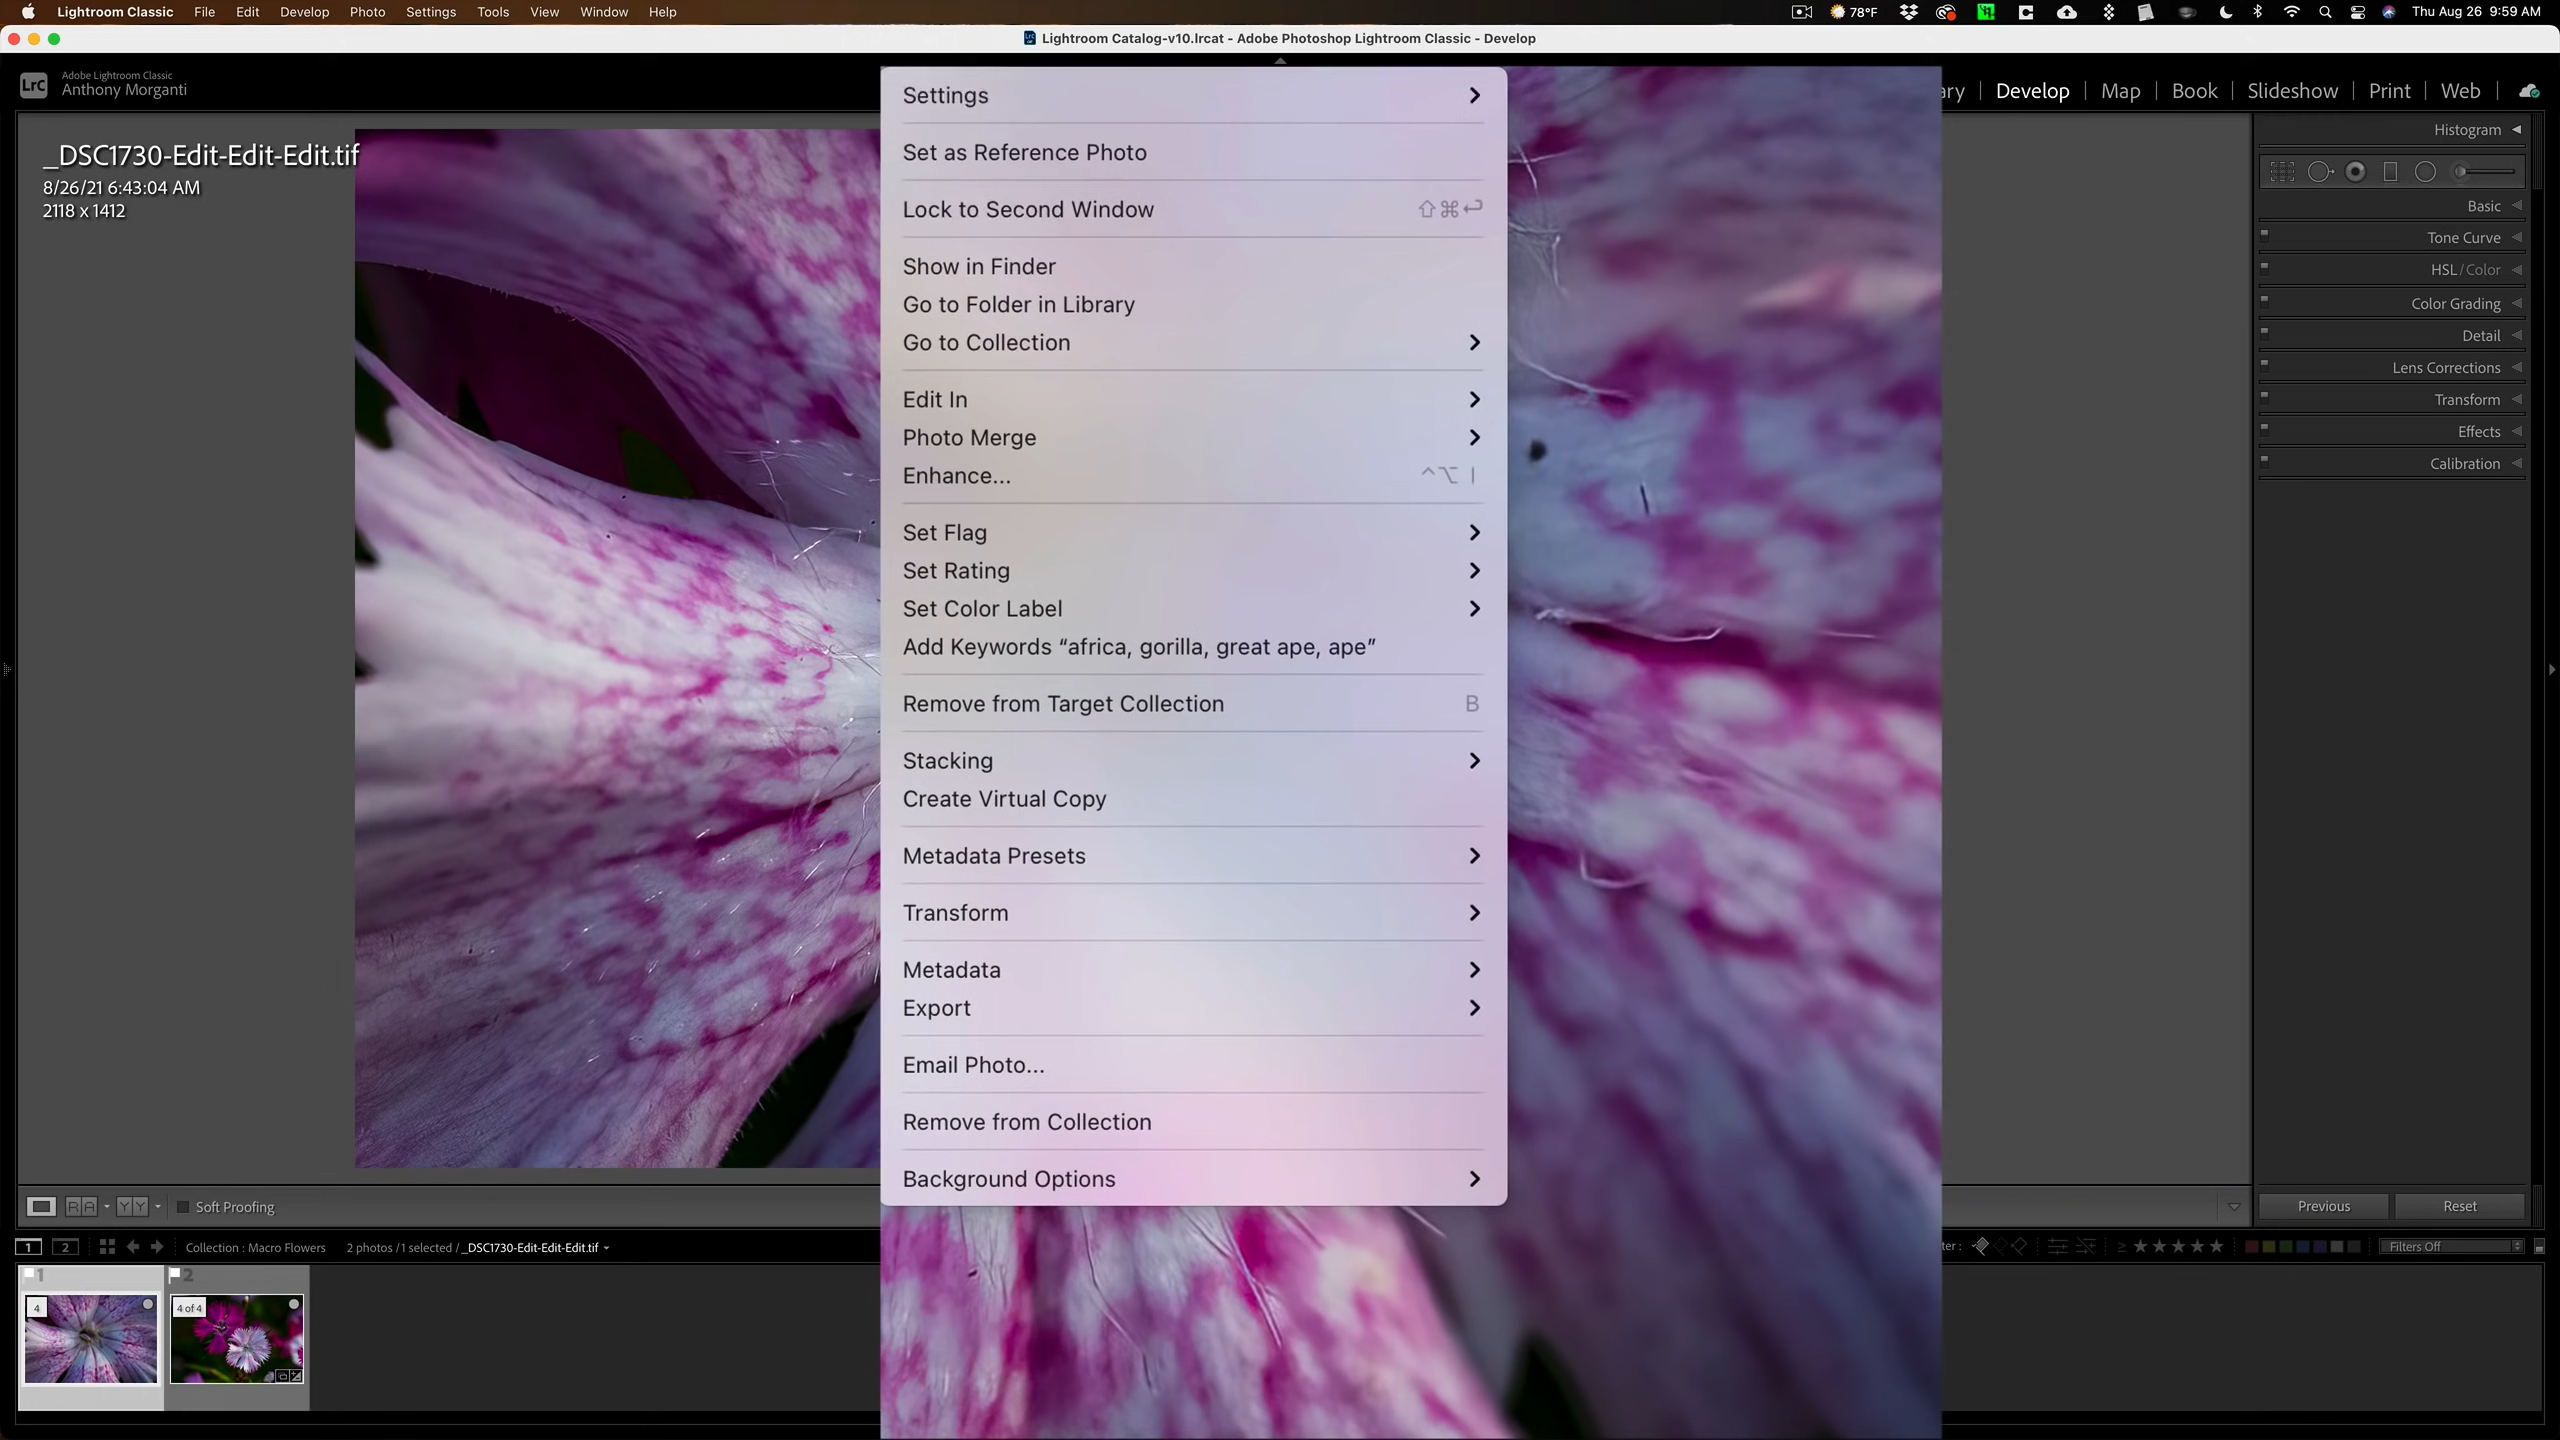 Lightroom Classic File Edit Develop Photo Settings Tools View Window Help 78°F Thu Aug 26 9:59 AM
Lightroom Catalog-v10.lrcat - Adobe Photoshop Lightroom Classic - Develop
LrC
Adobe Lightroom Classic
Anthony Morganti
Develop | Map | Book | Slideshow | Print | Web |
_DSC1730-Edit-Edit-Edit.tif
8/26/21 6:43:04 AM
2118 x 1412
Settings
Set as Reference Photo
Lock to Second Window ⇧⌘↩
Show in Finder
Go to Folder in Library
Go to Collection
Edit In
Photo Merge
Enhance... ^⌥ I
Set Flag
Set Rating
Set Color Label
Add Keywords “africa, gorilla, great ape, ape”
Remove from Target Collection B
Stacking
Create Virtual Copy
Metadata Presets
Transform
Metadata
Export
Email Photo...
Remove from Collection
Background Options
Histogram
Basic
Tone Curve
HSL / Color
Color Grading
Detail
Lens Corrections
Transform
Effects
Calibration
Previous Reset
R A Y Y Soft Proofing
1 2 Collection : Macro Flowers 2 photos / 1 selected / _DSC1730-Edit-Edit-Edit.tif
≥ ★★★★★ Filters Off
1 2
4 4 of 4